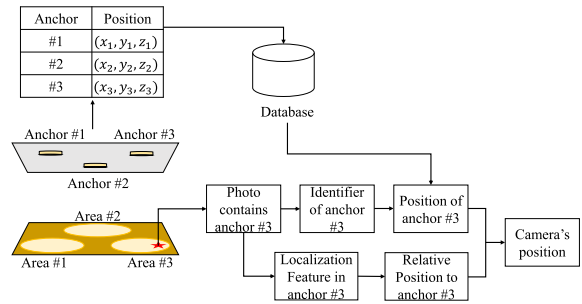 Anchor Position
#1 (x₁, y₁, z₁)
#2 (x₂, y₂, z₂)
#3 (x₃, y₃, z₃)
Database
Anchor #1 Anchor #3
Anchor #2
Area #2
Area #1 Area #3
Photo
contains
anchor #3
Identifier
of anchor
#3
Position of
anchor #3
Localization
Feature in
anchor #3
Relative
Position to
anchor #3
Camera's
position